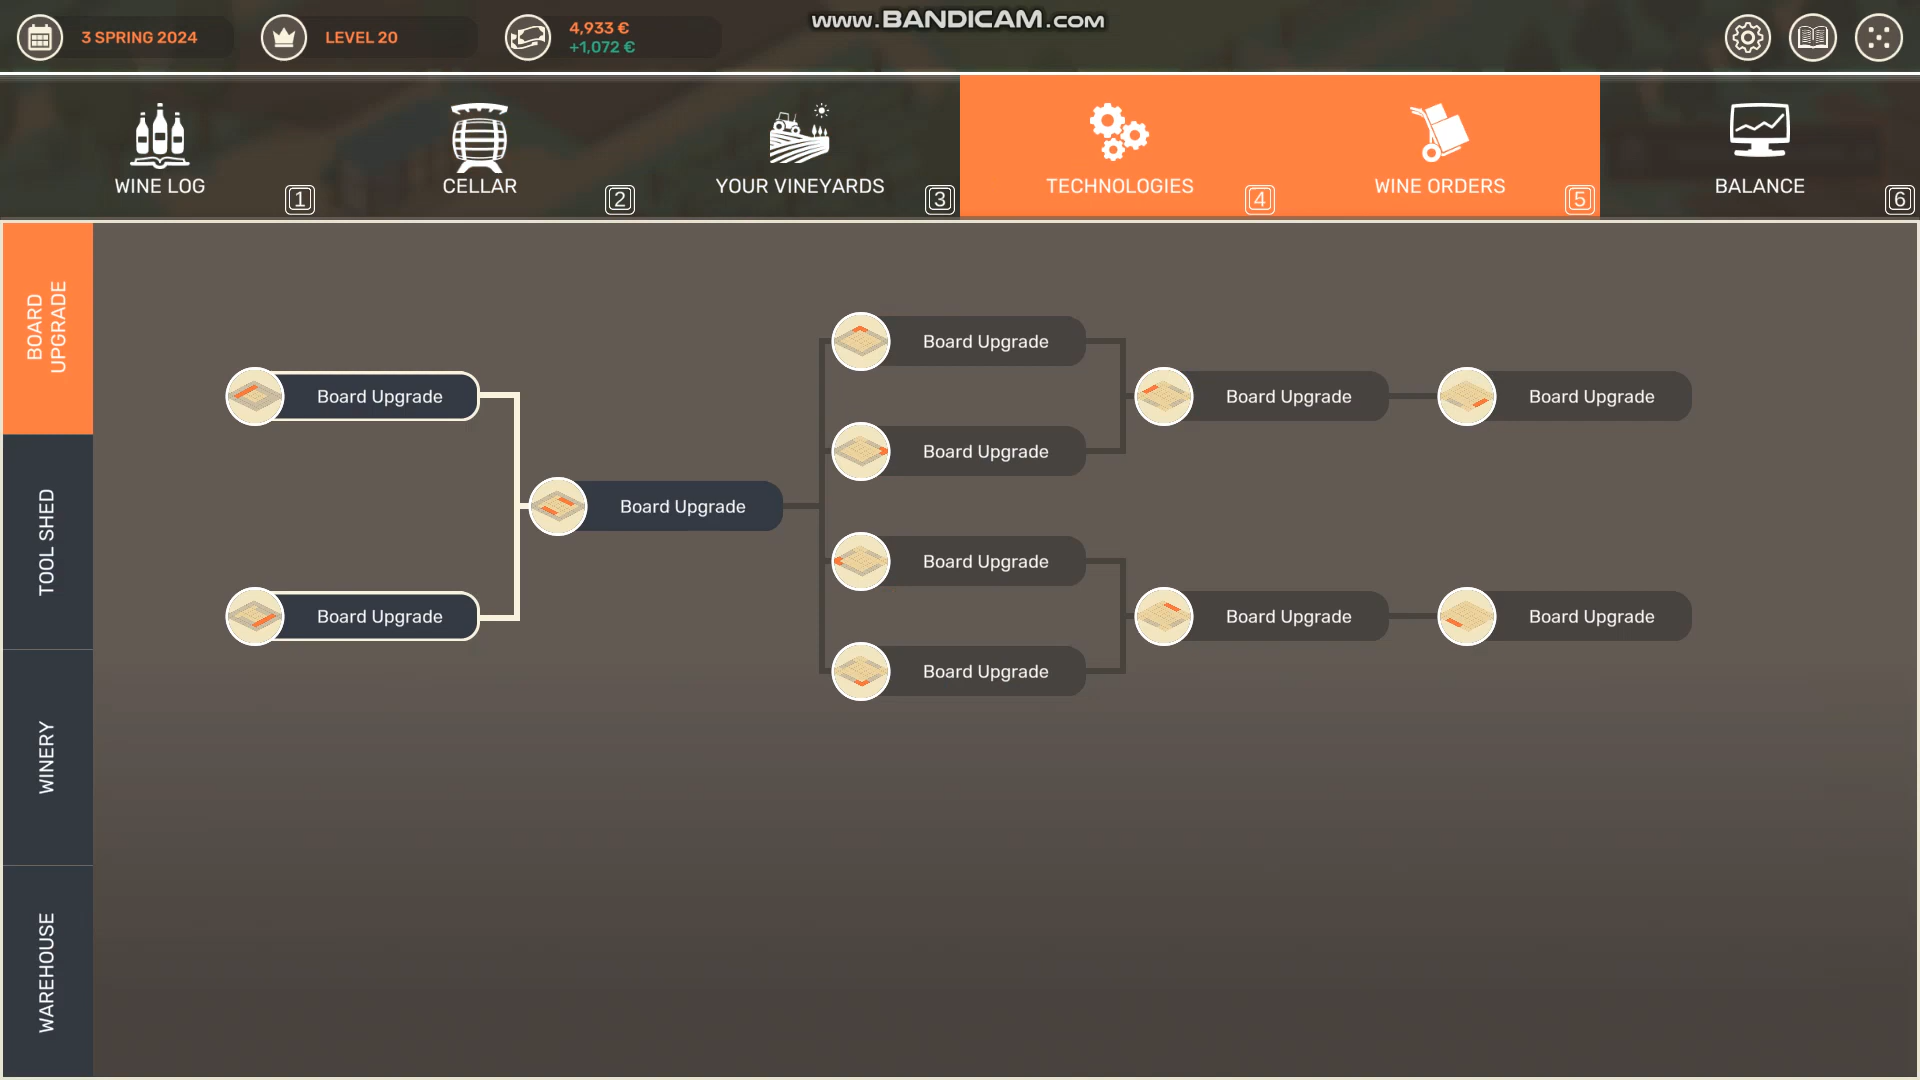 3 SPRING 2024
LEVEL 20
4,933 €
+1,072 €
www.BANDICAM.com
WINE LOG
1
CELLAR
2
YOUR VINEYARDS
3
TECHNOLOGIES
4
WINE ORDERS
5
BALANCE
6
BOARD
UPGRADE
TOOL SHED
WINERY
WAREHOUSE
Board Upgrade
Board Upgrade
Board Upgrade
Board Upgrade
Board Upgrade
Board Upgrade
Board Upgrade
Board Upgrade
Board Upgrade
Board Upgrade
Board Upgrade